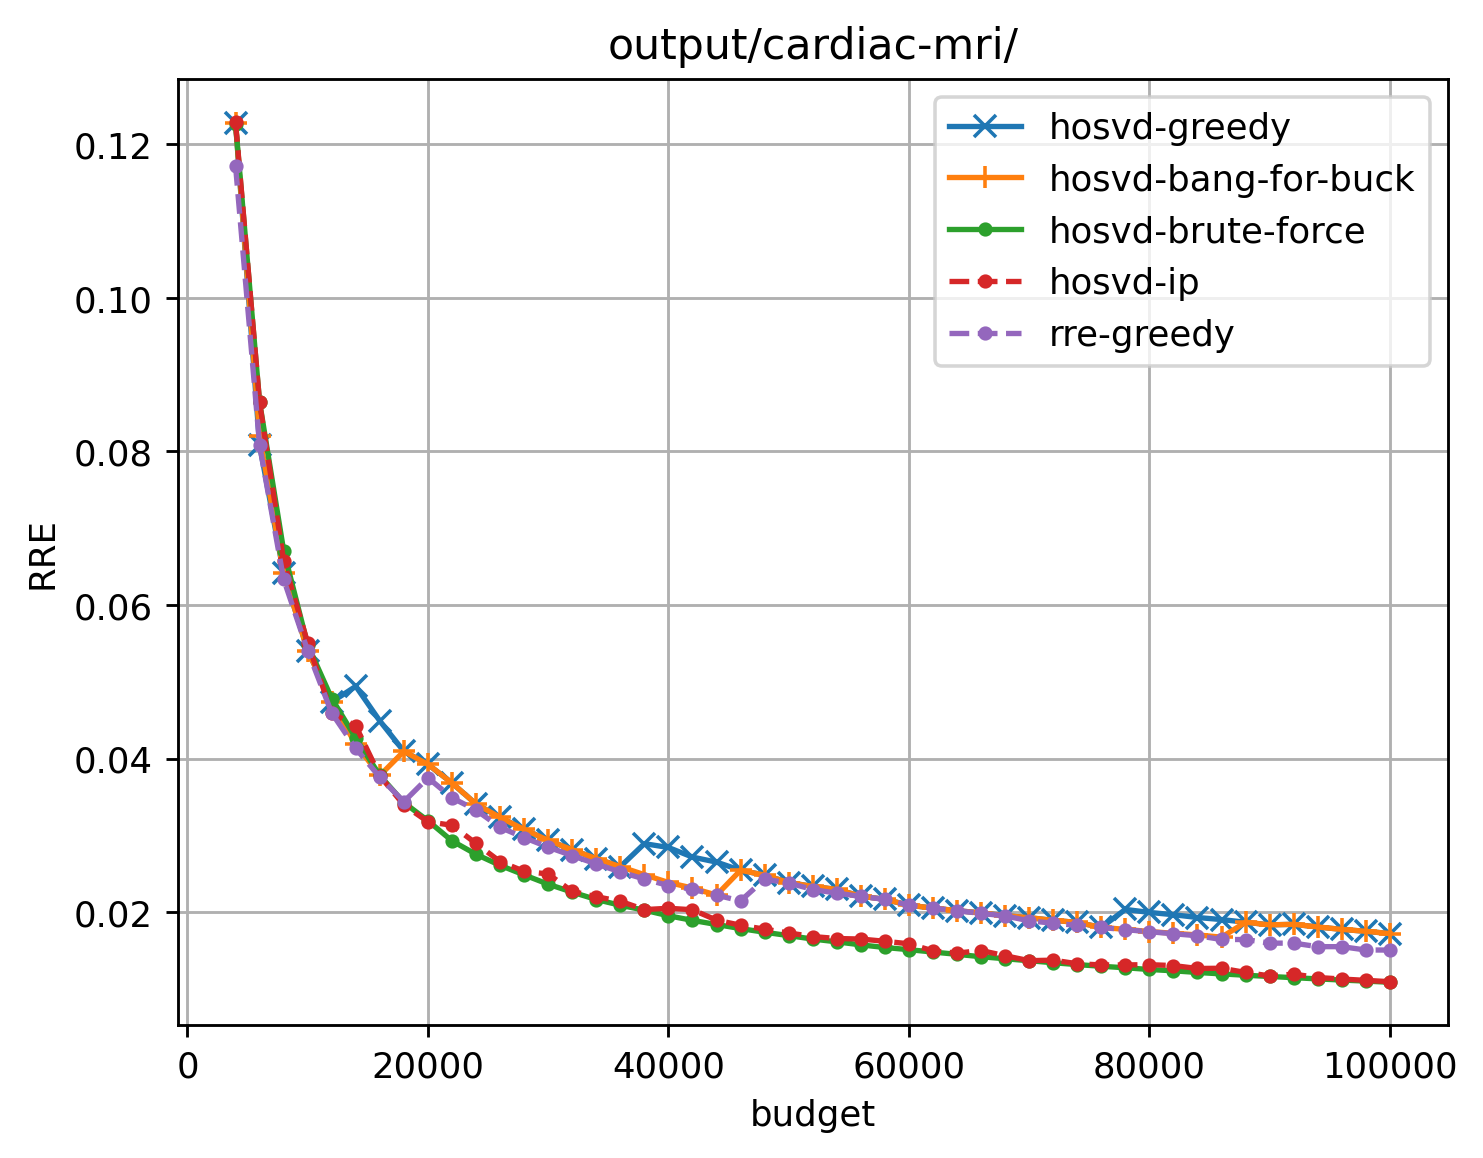 output/cardiac-mri/
hosvd-greedy
hosvd-bang-for-buck
hosvd-brute-force
hosvd-ip
rre-greedy
0.12
0.10
0.08
0.06
0.04
0.02
RRE
0
20000
40000
60000
80000
100000
budget